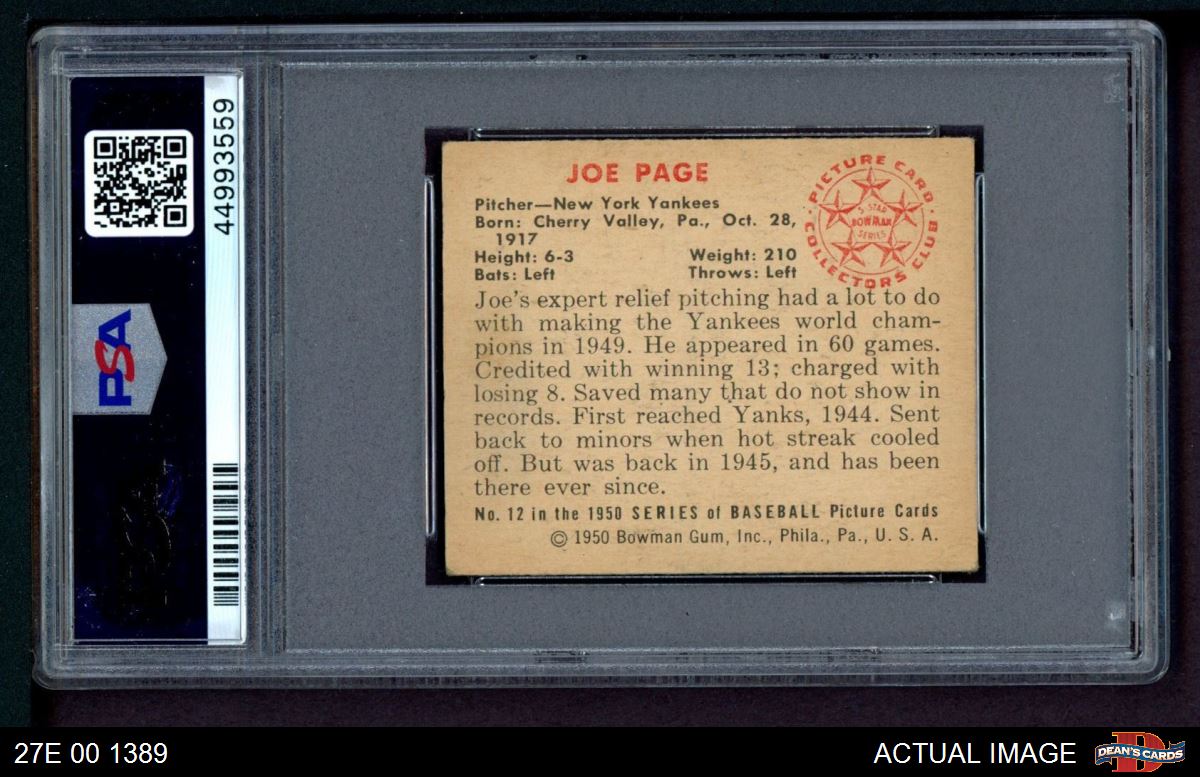 44993559
PSA
JOE PAGE
Pitcher—New York Yankees
Born: Cherry Valley, Pa., Oct. 28,
1917
Height: 6-3 Weight: 210
Bats: Left Throws: Left
PICTURE CARD
COLLECTORS CLUB
5-STAR
BOWMAN
SERIES
Joe's expert relief pitching had a lot to do
with making the Yankees world cham-
pions in 1949. He appeared in 60 games.
Credited with winning 13; charged with
losing 8. Saved many that do not show in
records. First reached Yanks, 1944. Sent
back to minors when hot streak cooled
off. But was back in 1945, and has been
there ever since.
No. 12 in the 1950 SERIES of BASEBALL Picture Cards
© 1950 Bowman Gum, Inc., Phila., Pa., U. S. A.
27E 00 1389
ACTUAL IMAGE
D
DEAN'S CARDS